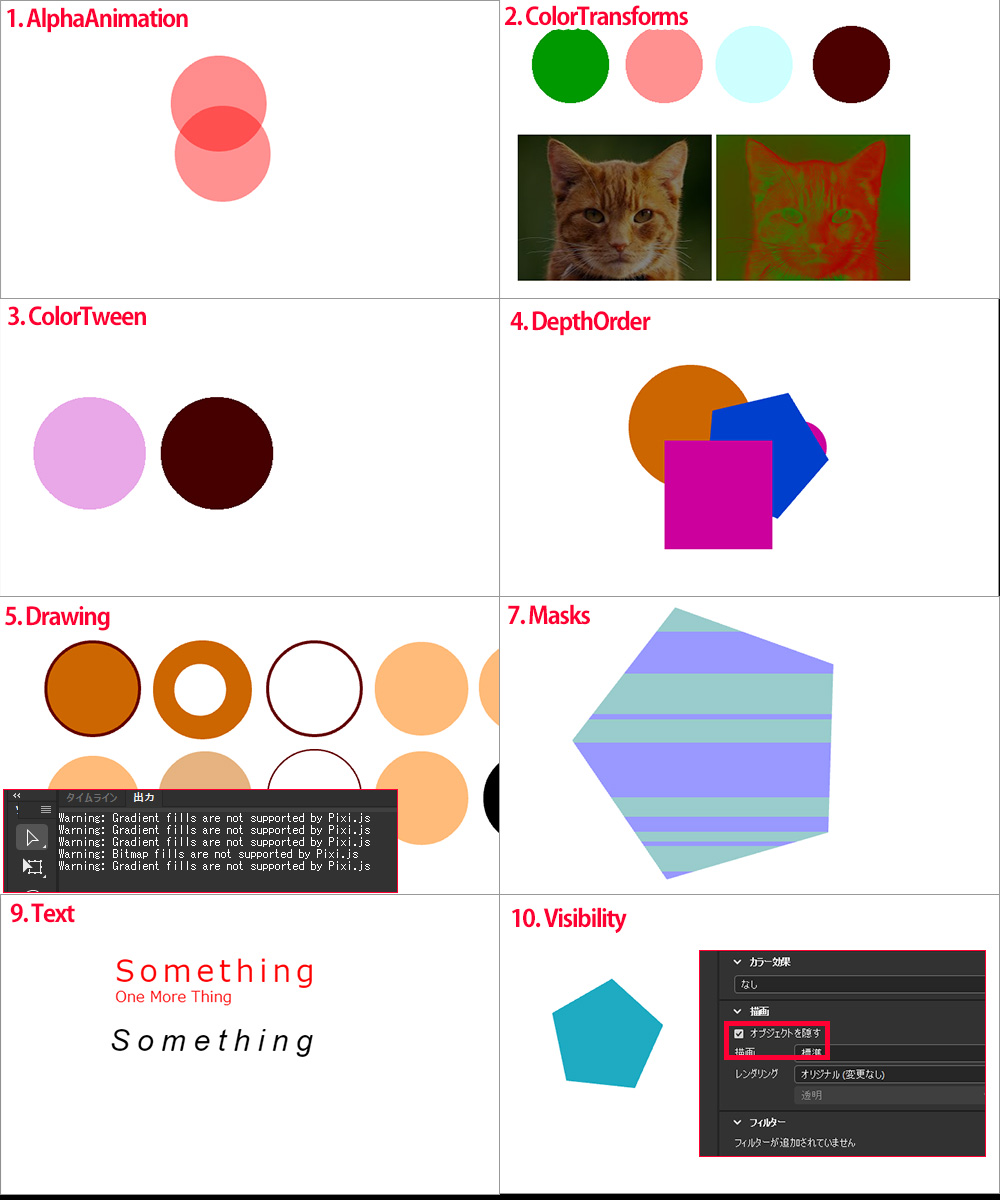 1. AlphaAnimation
2. ColorTransforms
3. ColorTween
4. DepthOrder
5. Drawing
タイムライン 出力
Warning: Gradient fills are not supported by Pixi.js
Warning: Gradient fills are not supported by Pixi.js
Warning: Gradient fills are not supported by Pixi.js
Warning: Bitmap fills are not supported by Pixi.js
Warning: Gradient fills are not supported by Pixi.js
7. Masks
9. Text
Something
One More Thing
Something
10. Visibility
カラー効果
なし
描画
オブジェクトを隠す
描画 標準
レンダリング オリジナル (変更なし)
透明
フィルター
フィルターが追加されていません